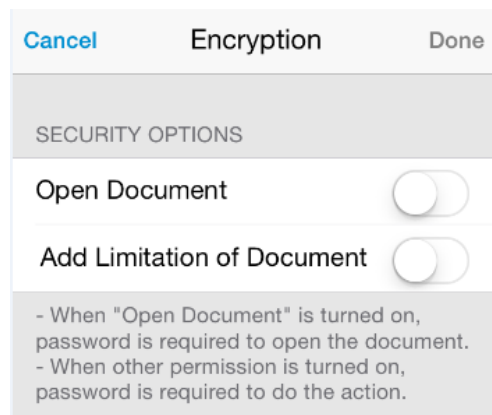 Cancel Encryption Done
SECURITY OPTIONS
Open Document
Add Limitation of Document
- When "Open Document" is turned on,
password is required to open the document.
- When other permission is turned on,
password is required to do the action.